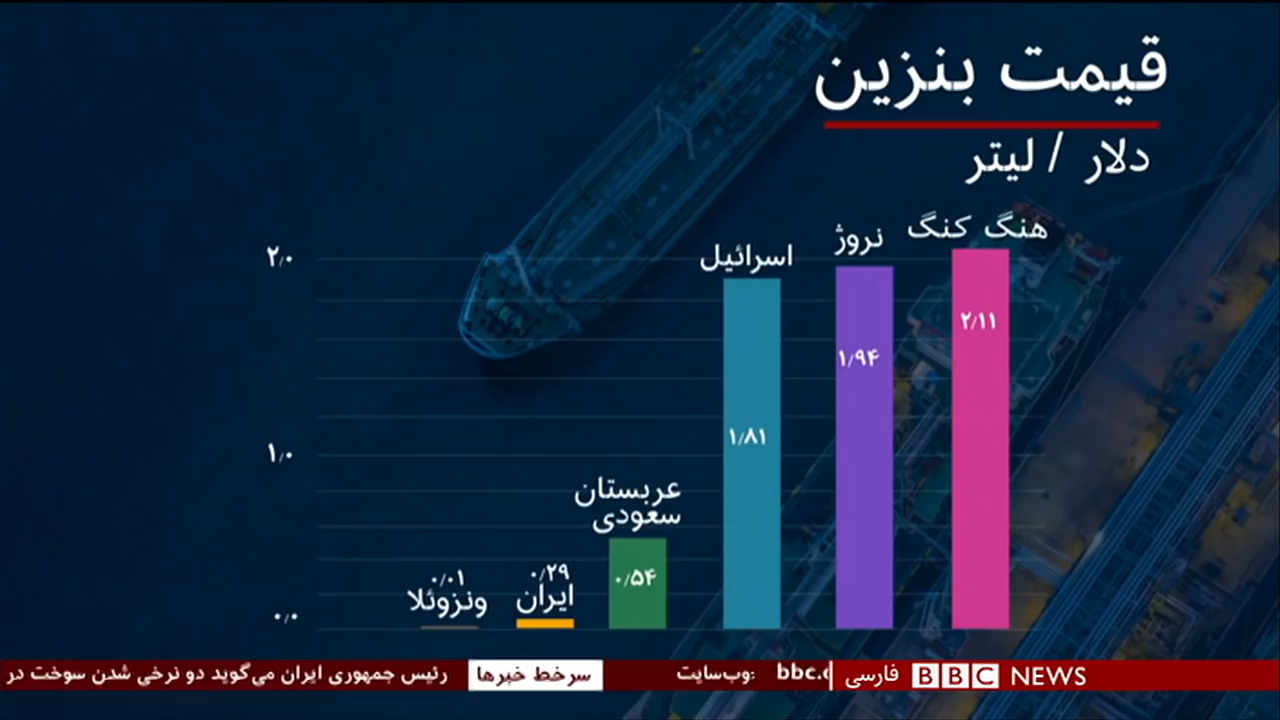 قیمت بنزین
دلار / لیتر
هنگ کنگ
نروژ
اسرائیل
۲٫۰
۲٫۱۱
۱٫۹۴
۱٫۸۱
۱٫۰
عربستان
سعودی
۰٫۵۴
۰٫۲۹
ایران
۰٫۰۱
ونزوئلا
۰٫۰
BBC NEWS فارسی
وب‌سایت: bbc.c
سرخط خبرها
رئیس جمهوری ایران می‌گوید دو نرخی شدن سوخت در